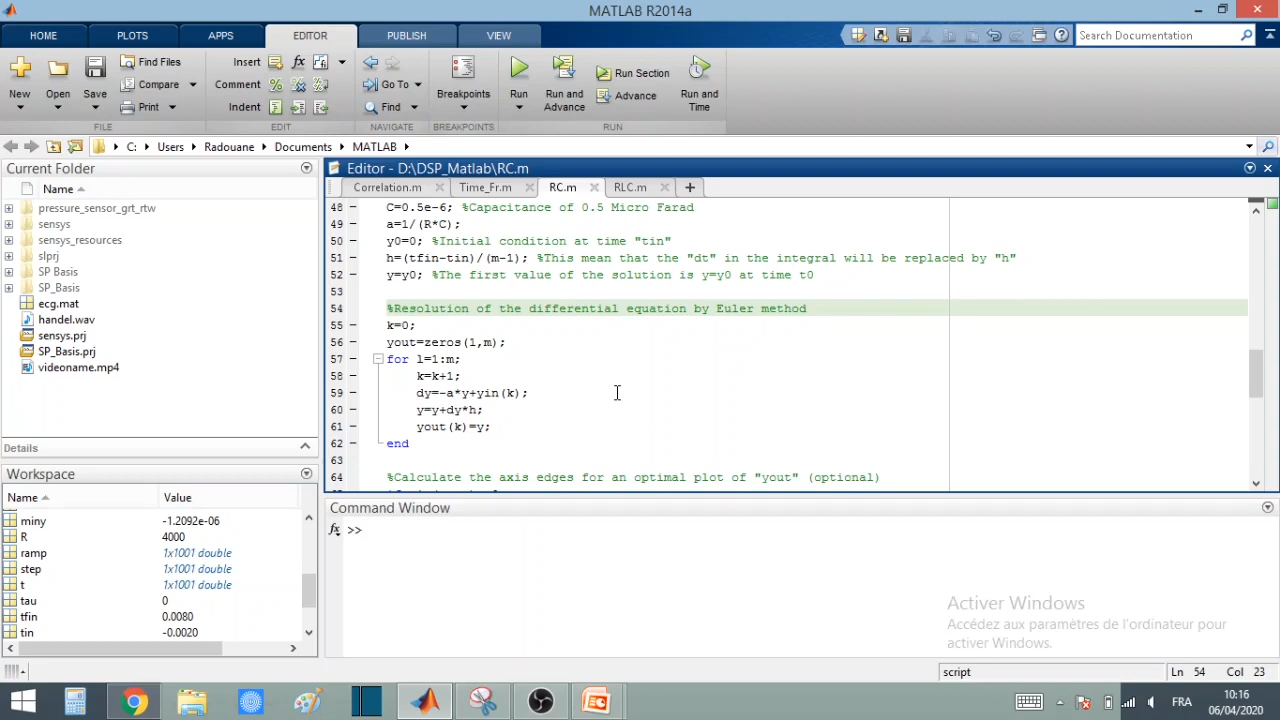 MATLAB R2014a
HOME PLOTS APPS EDITOR PUBLISH VIEW
Search Documentation
New Open Save Find Files Compare Print
FILE
Insert Comment Indent
EDIT
Go To Find
NAVIGATE
Breakpoints
BREAKPOINTS
Run Run and Advance Run Section Advance Run and Time
RUN
C: Users Radouane Documents MATLAB
Current Folder
Name
pressure_sensor_grt_rtw
sensys
sensys_resources
slprj
SP Basis
SP_Basis
ecg.mat
handel.wav
sensys.prj
SP_Basis.prj
videoname.mp4
Details
Workspace
Name Value
miny -1.2092e-06
R 4000
ramp 1x1001 double
step 1x1001 double
t 1x1001 double
tau 0
tfin 0.0080
tin -0.0020
Editor - D:\DSP_Matlab\RC.m
Correlation.m Time_Fr.m RC.m RLC.m
48 C=0.5e-6; %Capacitance of 0.5 Micro Farad
49 a=1/(R*C);
50 y0=0; %Initial condition at time "tin"
51 h=(tfin-tin)/(m-1); %This mean that the "dt" in the integral will be replaced by "h"
52 y=y0; %The first value of the solution is y=y0 at time t0
53
54 %Resolution of the differential equation by Euler method
55 k=0;
56 yout=zeros(1,m);
57 for l=1:m;
58 k=k+1;
59 dy=-a*y+yin(k);
60 y=y+dy*h;
61 yout(k)=y;
62 end
63
64 %Calculate the axis edges for an optimal plot of "yout" (optional)
Command Window
fx >>
Activer Windows
Accédez aux paramètres de l'ordinateur pour
activer Windows.
script Ln 54 Col 23
FRA
10:16
06/04/2020